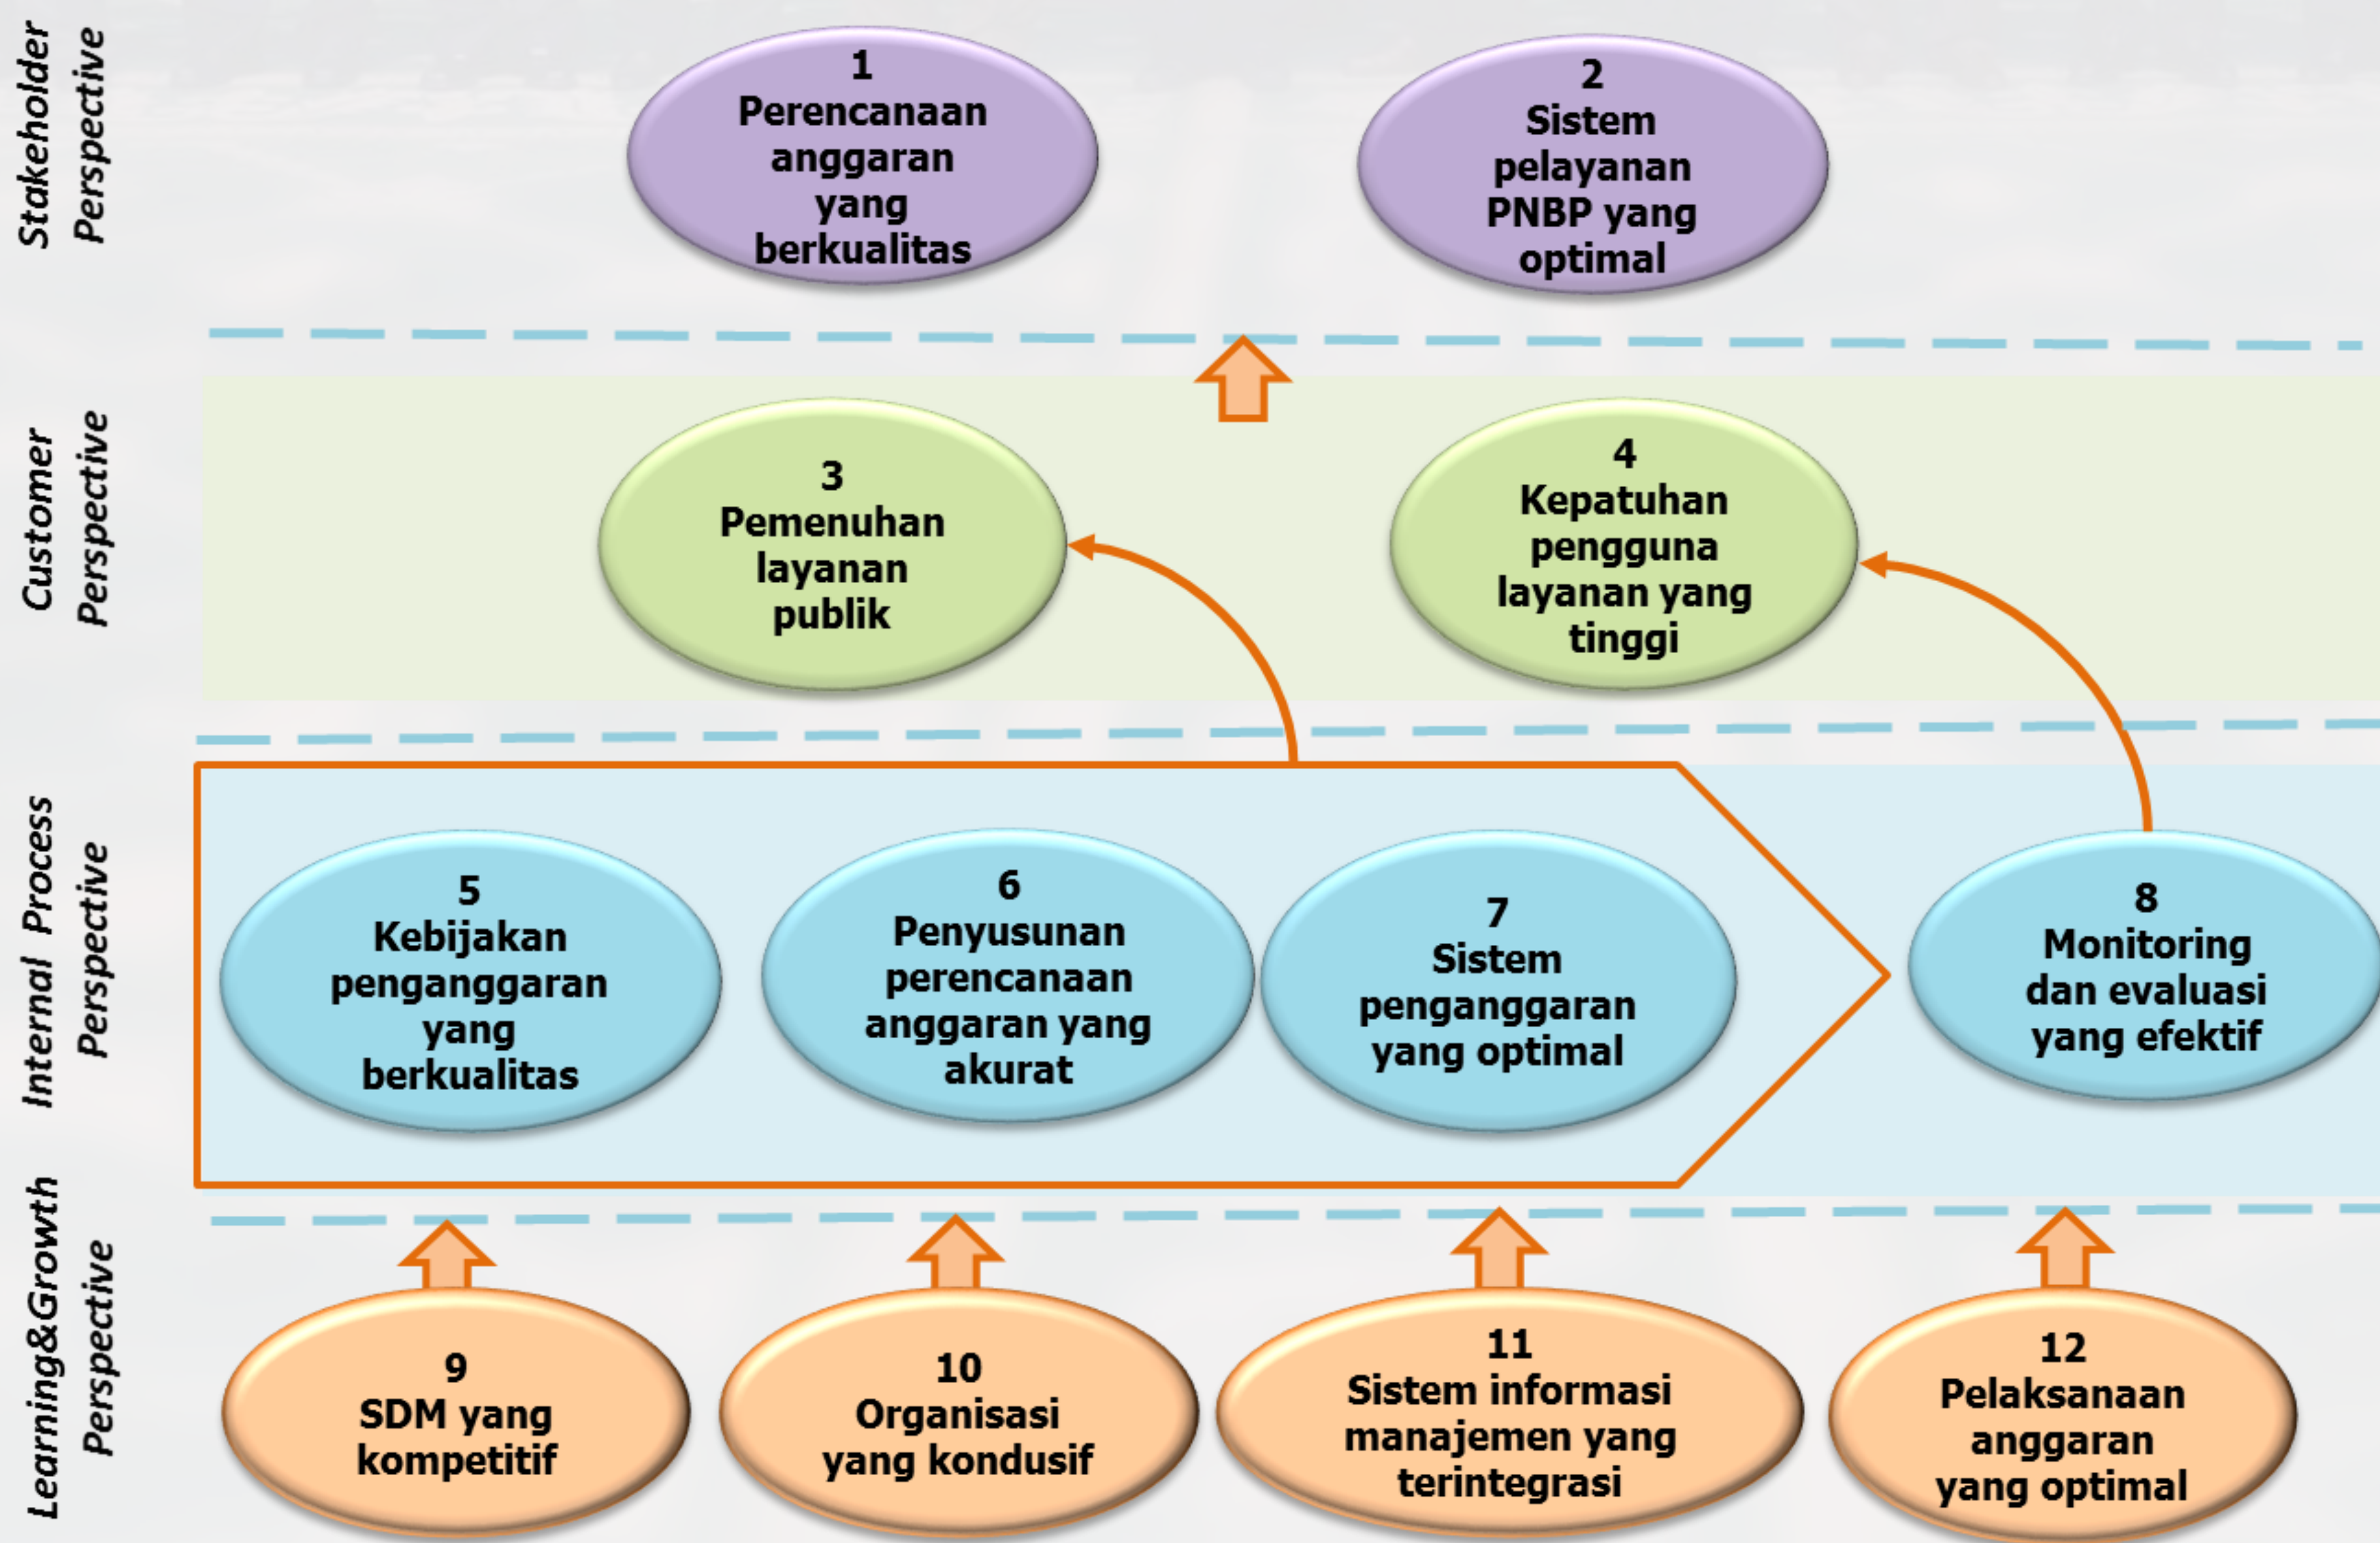 Stakeholder
Perspective
1
Perencanaan
anggaran
yang
berkualitas
2
Sistem
pelayanan
PNBP yang
optimal
Customer
Perspective
3
Pemenuhan
layanan
publik
4
Kepatuhan
pengguna
layanan yang
tinggi
Internal Process
Perspective
5
Kebijakan
penganggaran
yang
berkualitas
6
Penyusunan
perencanaan
anggaran yang
akurat
7
Sistem
penganggaran
yang optimal
8
Monitoring
dan evaluasi
yang efektif
Learning&Growth
Perspective
9
SDM yang
kompetitif
10
Organisasi
yang kondusif
11
Sistem informasi
manajemen yang
terintegrasi
12
Pelaksanaan
anggaran
yang optimal